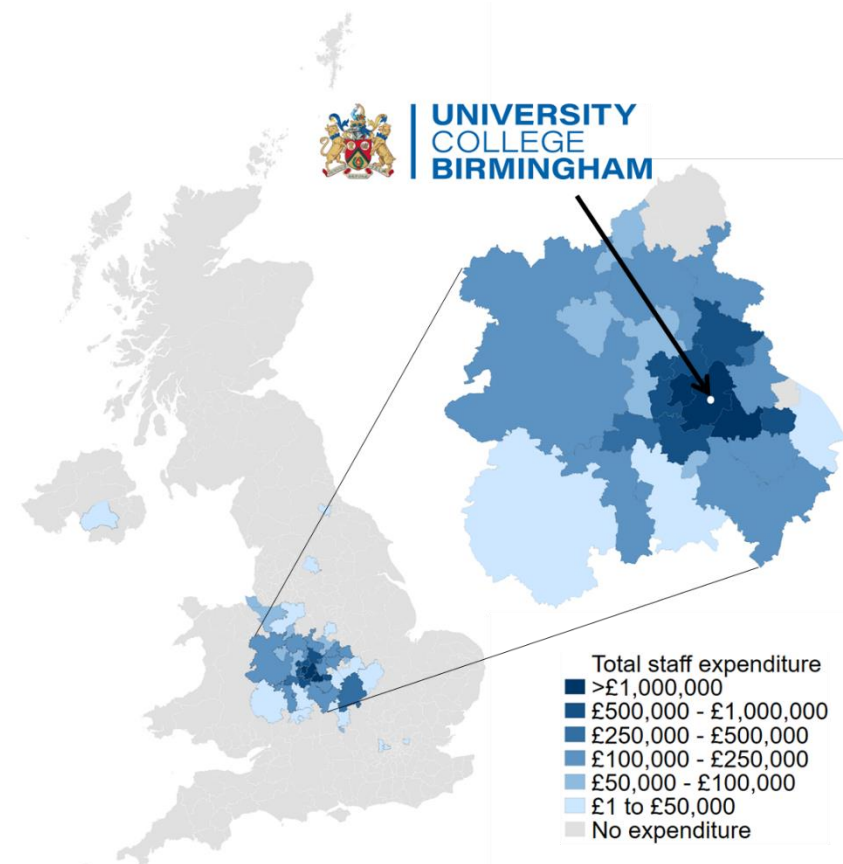 UNIVERSITY
COLLEGE
BIRMINGHAM
Total staff expenditure
>£1,000,000
£500,000 - £1,000,000
£250,000 - £500,000
£100,000 - £250,000
£50,000 - £100,000
£1 to £50,000
No expenditure